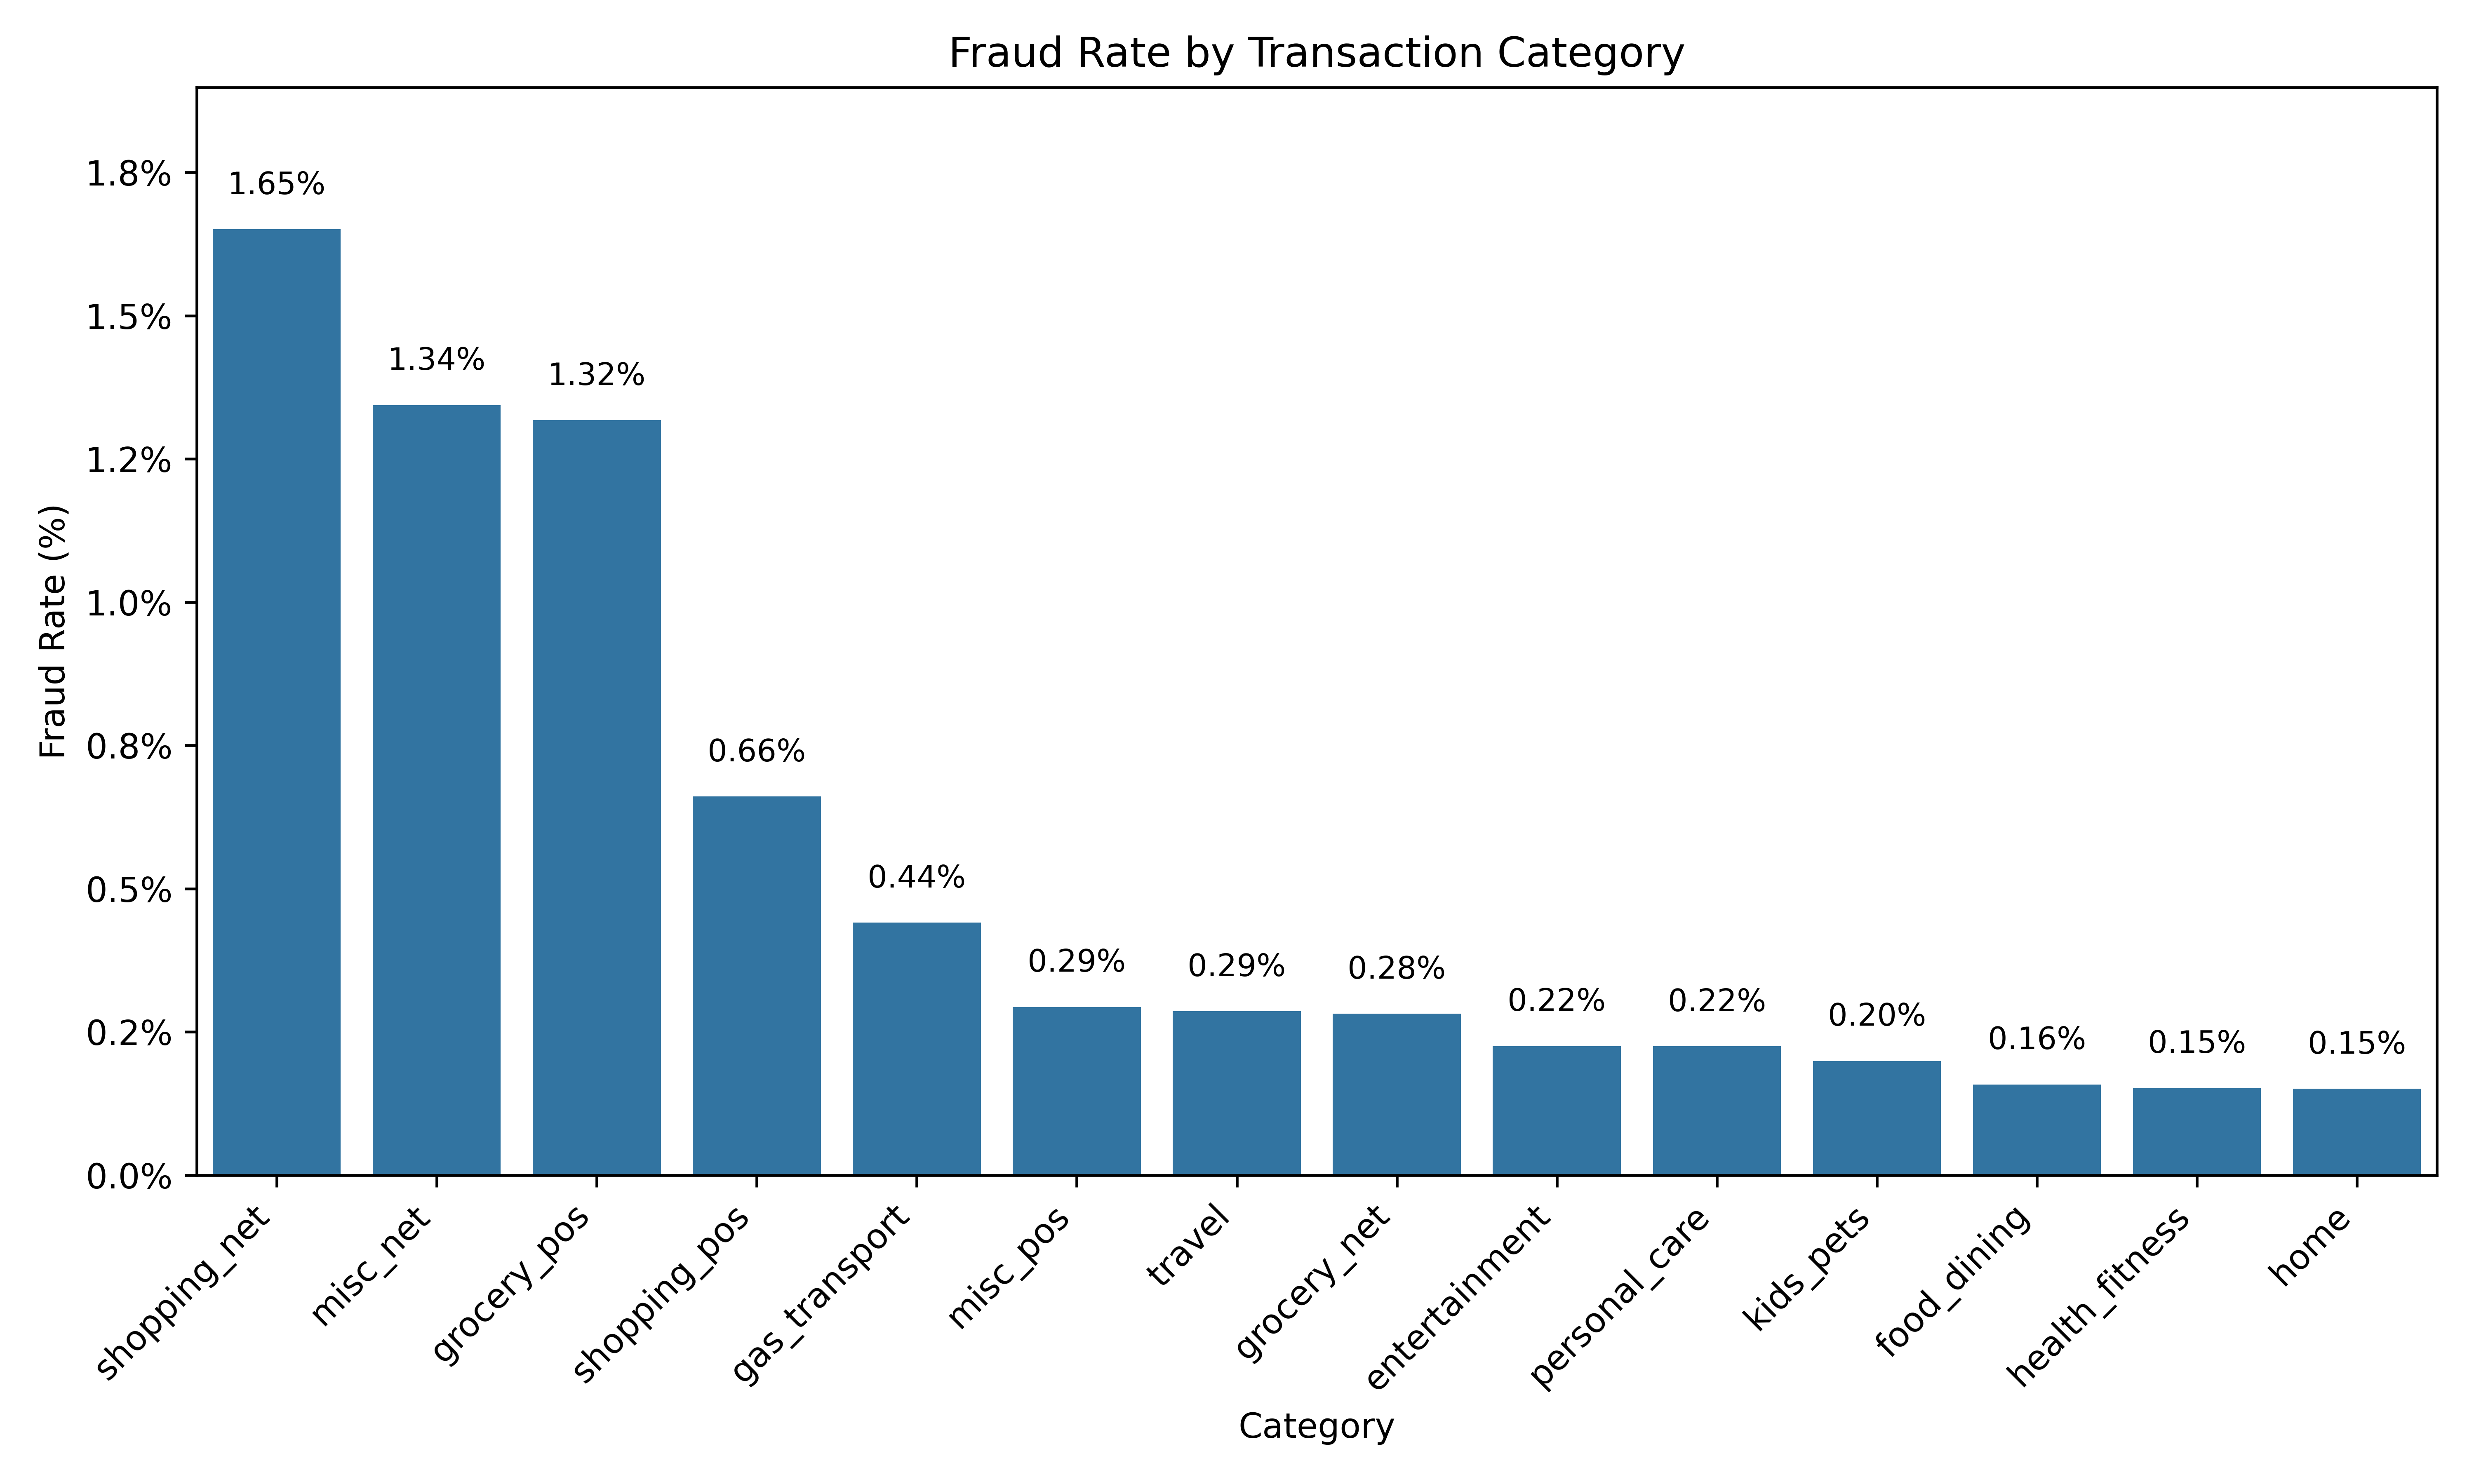 Fraud Rate by Transaction Category
Fraud Rate (%)
1.8%
1.5%
1.2%
1.0%
0.8%
0.5%
0.2%
0.0%
1.65%
1.34%
1.32%
0.66%
0.44%
0.29%
0.29%
0.28%
0.22%
0.22%
0.20%
0.16%
0.15%
0.15%
shopping_net
misc_net
grocery_pos
shopping_pos
gas_transport
misc_pos
travel
grocery_net
entertainment
personal_care
kids_pets
food_dining
health_fitness
home
Category